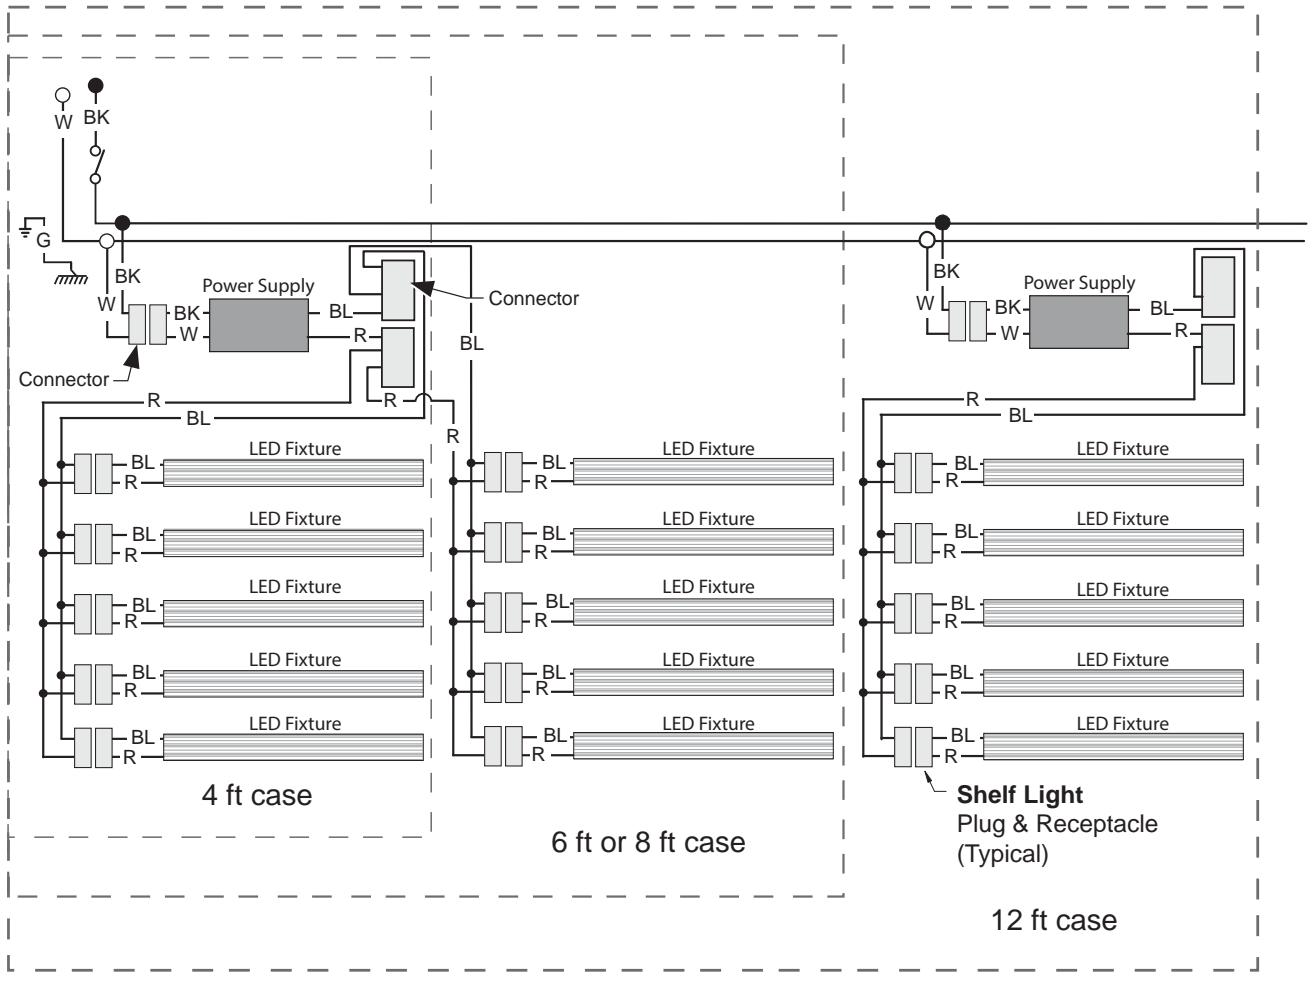 W
BK
G
BK
W
BK
W
Power Supply
BL
R
Connector
Connector
BL
R
BL
R
R
BK
W
BK
W
Power Supply
BL
R
R
BL
LED Fixture
BL
R
LED Fixture
BL
R
LED Fixture
BL
R
LED Fixture
BL
R
LED Fixture
BL
R
4 ft case
LED Fixture
BL
R
LED Fixture
BL
R
LED Fixture
BL
R
LED Fixture
BL
R
LED Fixture
BL
R
6 ft or 8 ft case
LED Fixture
BL
R
LED Fixture
BL
R
LED Fixture
BL
R
LED Fixture
BL
R
LED Fixture
BL
R
Shelf Light
Plug & Receptacle
(Typical)
12 ft case